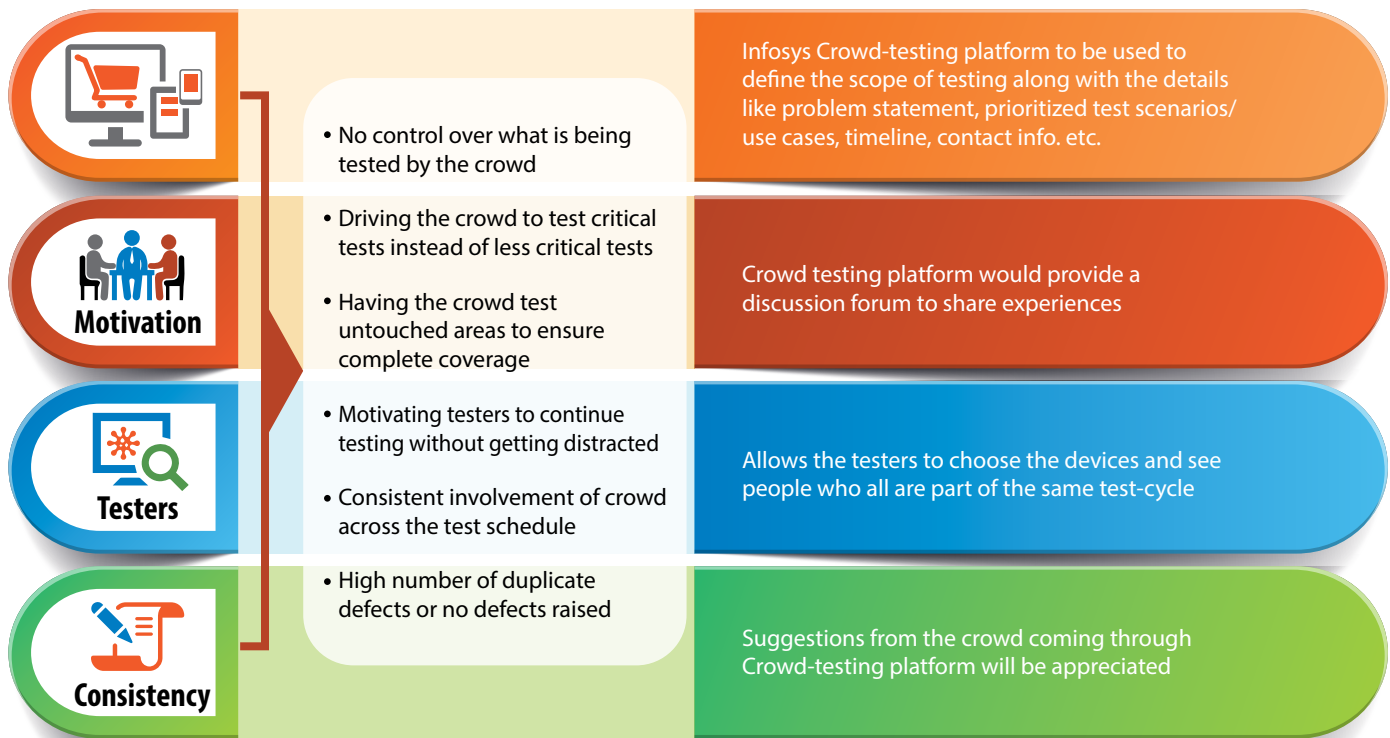 Motivation
Testers
Consistency
• No control over what is being
tested by the crowd
• Driving the crowd to test critical
tests instead of less critical tests
• Having the crowd test
untouched areas to ensure
complete coverage
• Motivating testers to continue
testing without getting distracted
• Consistent involvement of crowd
across the test schedule
• High number of duplicate
defects or no defects raised
Infosys Crowd-testing platform to be used to
define the scope of testing along with the details
like problem statement, prioritized test scenarios/
use cases, timeline, contact info. etc.
Crowd testing platform would provide a
discussion forum to share experiences
Allows the testers to choose the devices and see
people who all are part of the same test-cycle
Suggestions from the crowd coming through
Crowd-testing platform will be appreciated